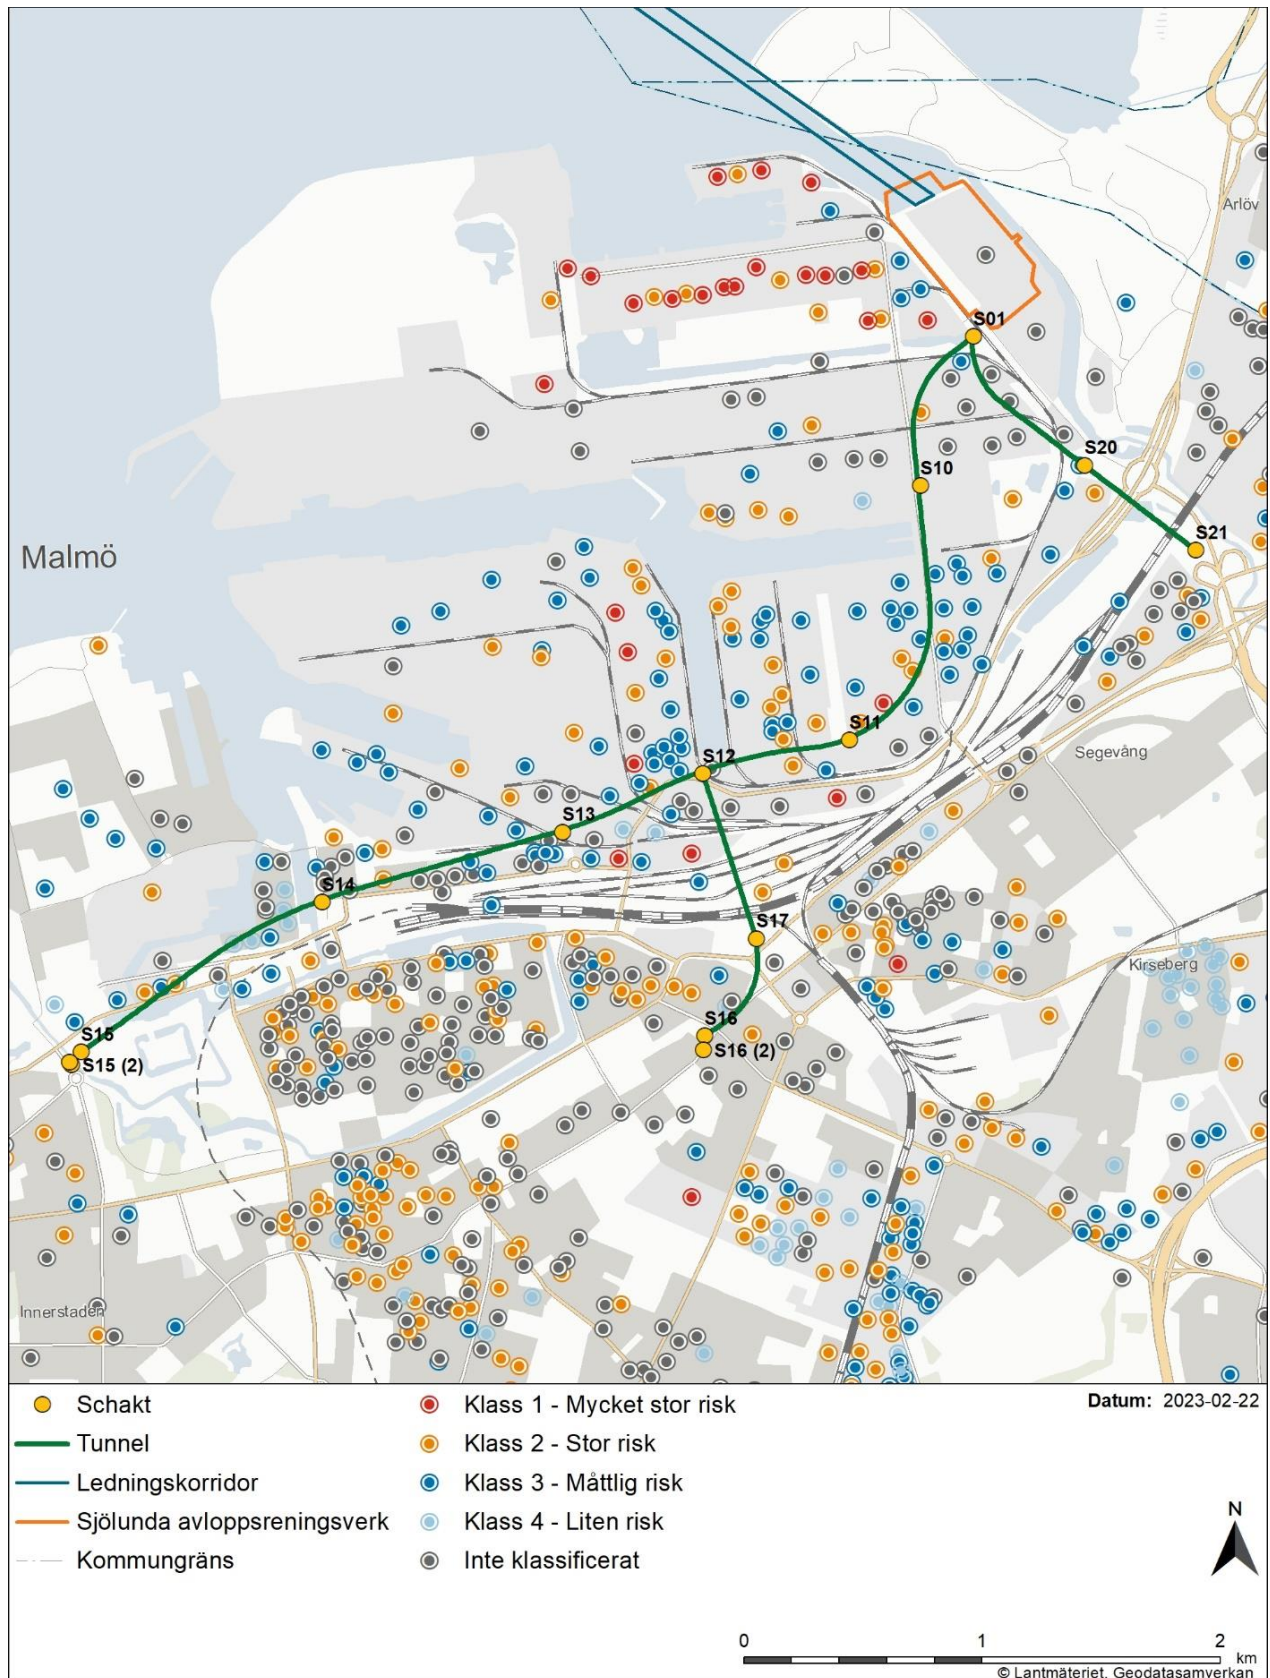 Arlöv
S01
S20
S10
S21
Malmö
S11
Segevång
S12
S13
S14
S17
Kirseberg
S15
S16
S15 (2)
S16 (2)
Innerstaden
Schakt
Tunnel
Ledningskorridor
Sjölunda avloppsreningsverk
Kommungräns
Klass 1 - Mycket stor risk
Klass 2 - Stor risk
Klass 3 - Måttlig risk
Klass 4 - Liten risk
Inte klassificerat
Datum: 2023-02-22
N
0 1 2
km
© Lantmäteriet, Geodatasamverkan